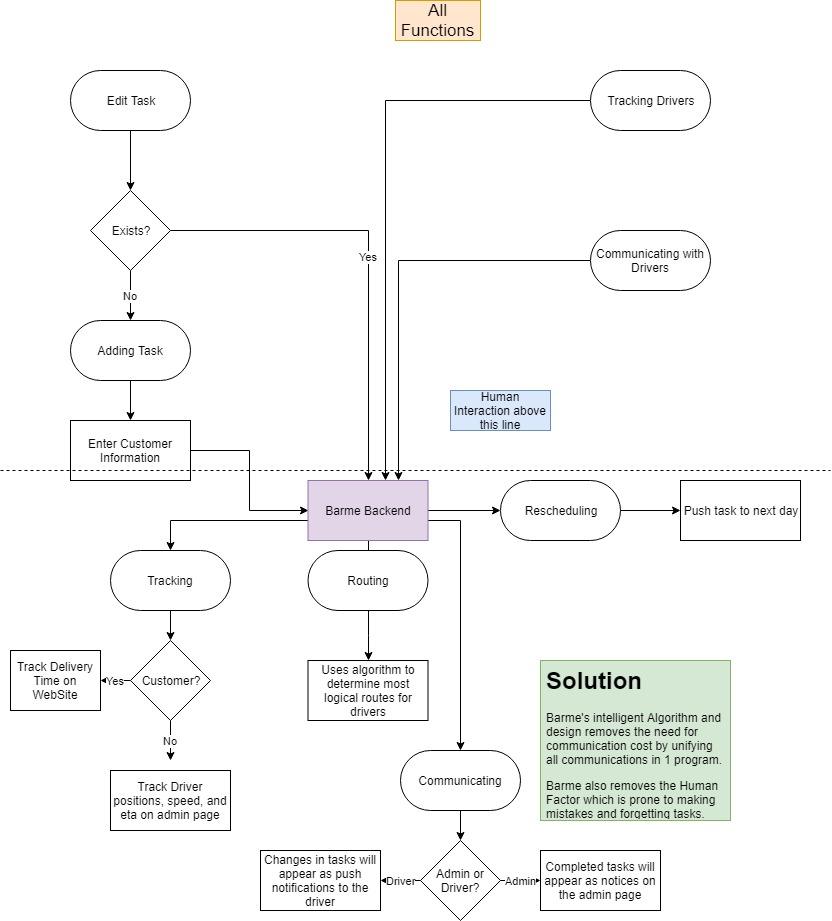 All
Functions
Edit Task
Tracking Drivers
Exists?
Yes
Communicating with
Drivers
No
Adding Task
Human
Interaction above
this line
Enter Customer
Information
Barme Backend
Rescheduling
Push task to next day
Tracking
Routing
Track Delivery
Time on
WebSite
Yes
Customer?
Uses algorithm to
determine most
logical routes for
drivers
Solution
Barme's intelligent Algorithm and
design removes the need for
communication cost by unifying
all communications in 1 program.
Barme also removes the Human
Factor which is prone to making
mistakes and forgetting tasks.
No
Track Driver
positions, speed, and
eta on admin page
Communicating
Changes in tasks will
appear as push
notifications to the
driver
Driver
Admin or
Driver?
Admin
Completed tasks will
appear as notices on
the admin page